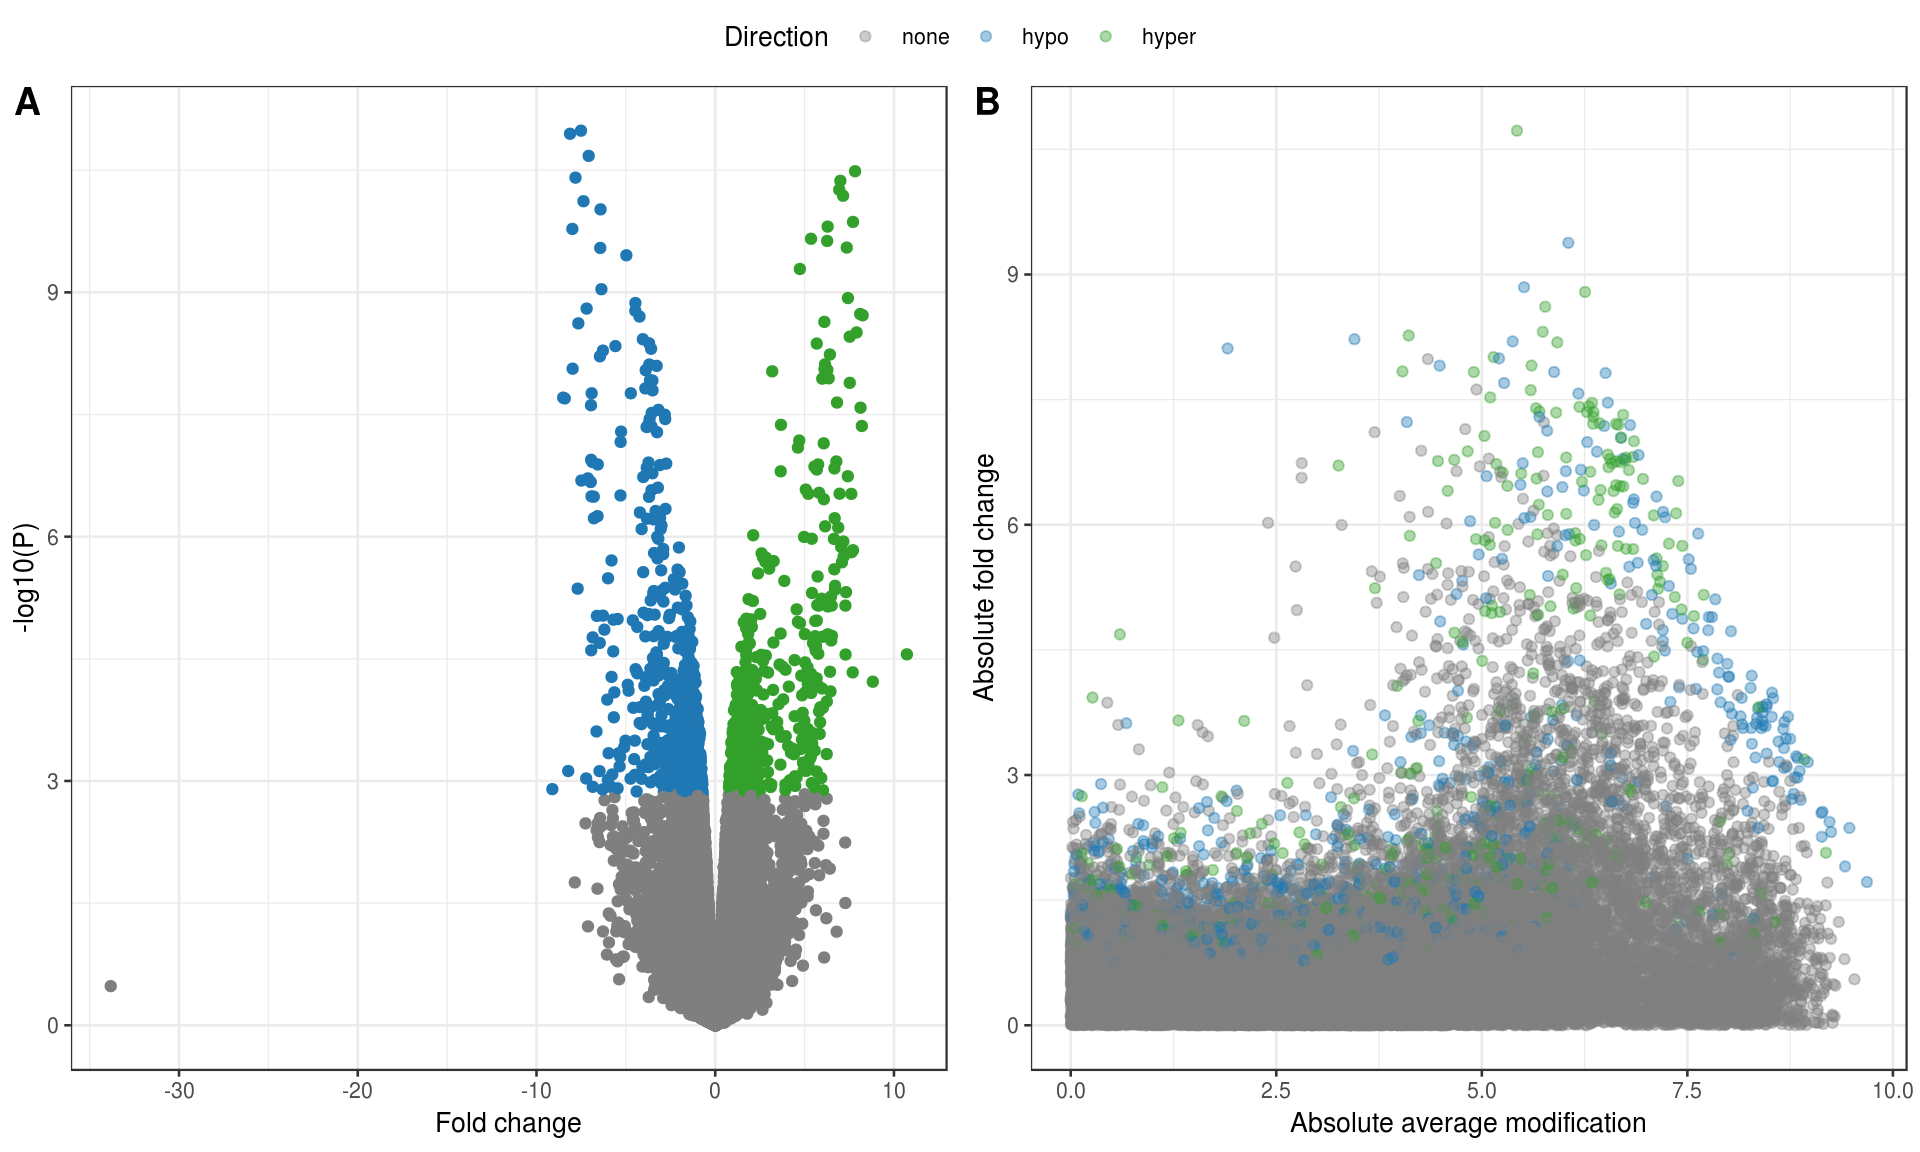 Direction none hypo hyper
A
B
9
6
3
0
-log10(P)
-30 -20 -10 0 10
Fold change
9
6
3
0
Absolute fold change
0.0 2.5 5.0 7.5 10.0
Absolute average modification